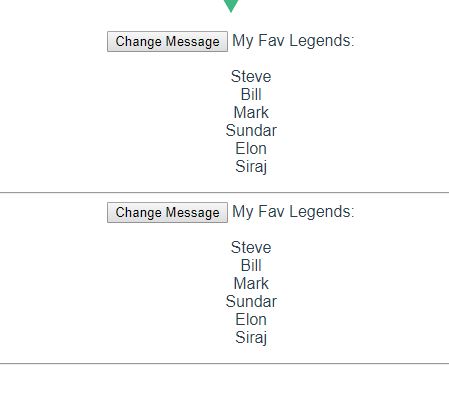 Change Message My Fav Legends:
Steve
Bill
Mark
Sundar
Elon
Siraj
Change Message My Fav Legends:
Steve
Bill
Mark
Sundar
Elon
Siraj